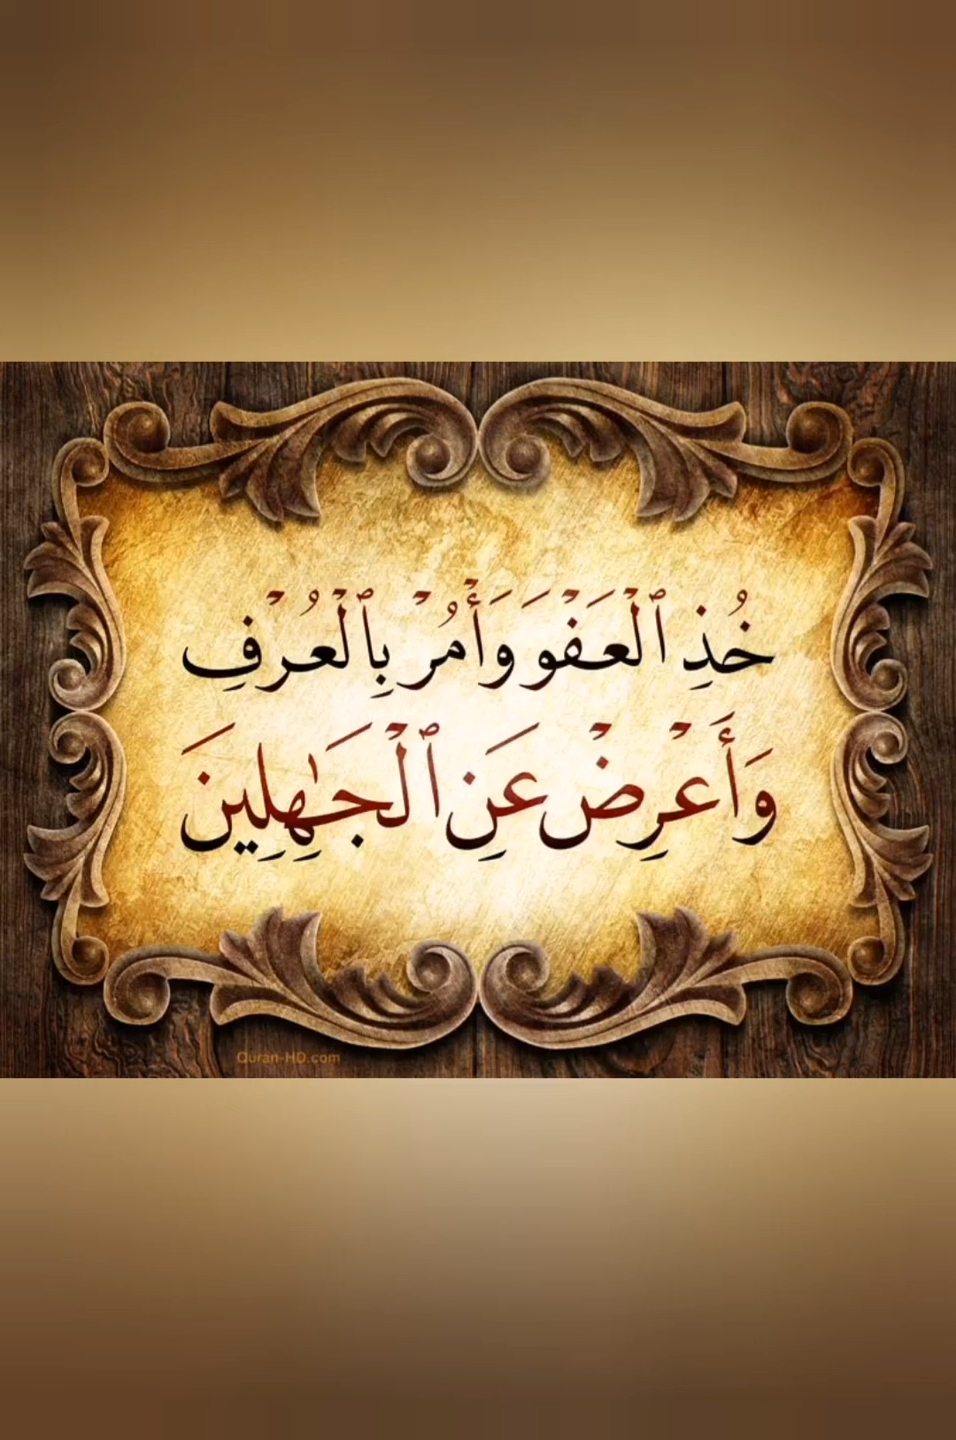 خُذِ ٱلْعَفْوَ وَأْمُرْ بِٱلْعُرْفِ
وَأَعْرِضْ عَنِ ٱلْجَٰهِلِينَ
Quran-HD.com